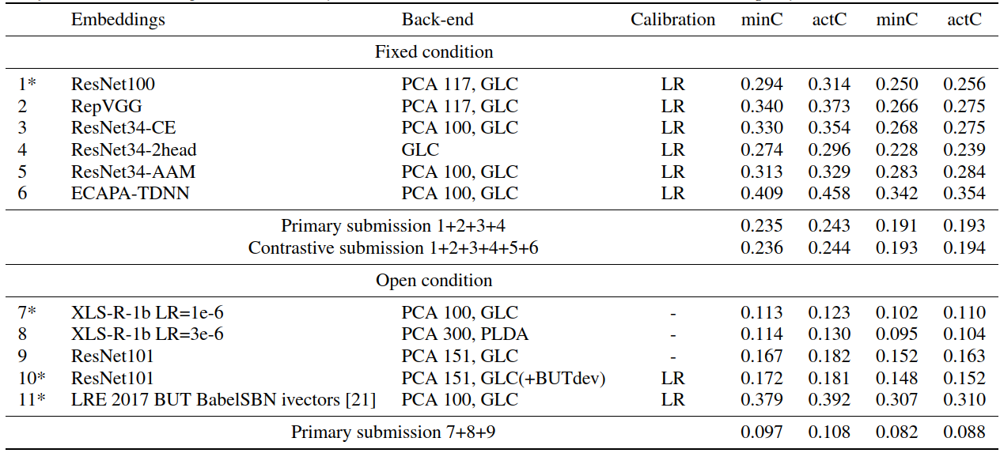 Embeddings Back-end Calibration minC actC minC actC
Fixed condition
1* ResNet100 PCA 117, GLC LR 0.294 0.314 0.250 0.256
2 RepVGG PCA 117, GLC LR 0.340 0.373 0.266 0.275
3 ResNet34-CE PCA 100, GLC LR 0.330 0.354 0.268 0.275
4 ResNet34-2head GLC LR 0.274 0.296 0.228 0.239
5 ResNet34-AAM PCA 100, GLC LR 0.313 0.329 0.283 0.284
6 ECAPA-TDNN PCA 100, GLC LR 0.409 0.458 0.342 0.354
Primary submission 1+2+3+4 0.235 0.243 0.191 0.193
Contrastive submission 1+2+3+4+5+6 0.236 0.244 0.193 0.194
Open condition
7* XLS-R-1b LR=1e-6 PCA 100, GLC - 0.113 0.123 0.102 0.110
8 XLS-R-1b LR=3e-6 PCA 300, PLDA - 0.114 0.130 0.095 0.104
9 ResNet101 PCA 151, GLC - 0.167 0.182 0.152 0.163
10* ResNet101 PCA 151, GLC(+BUTdev) LR 0.172 0.181 0.148 0.152
11* LRE 2017 BUT BabelSBN ivectors [21] PCA 100, GLC LR 0.379 0.392 0.307 0.310
Primary submission 7+8+9 0.097 0.108 0.082 0.088